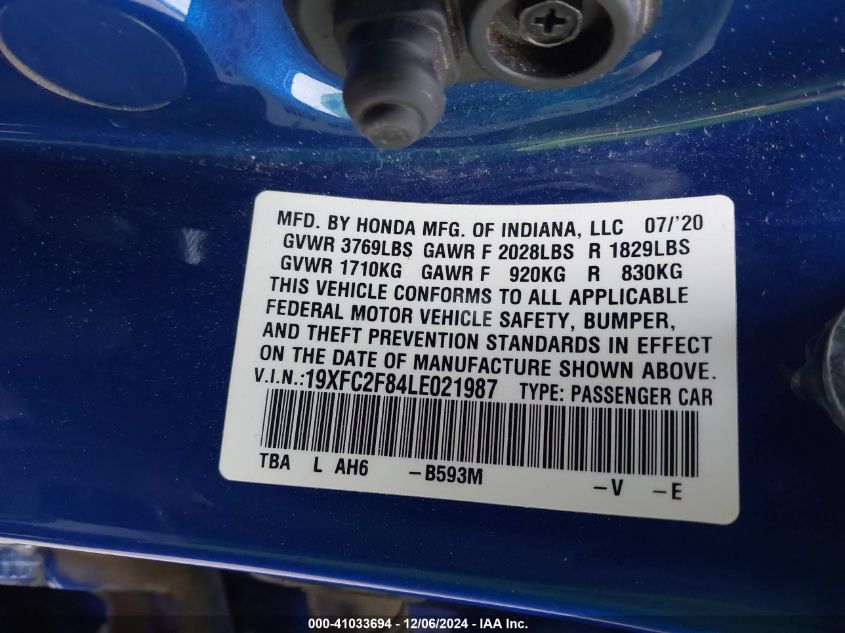 MFD. BY HONDA MFG. OF INDIANA, LLC 07/'20
GVWR 3769LBS GAWR F 2028LBS R 1829LBS
GVWR 1710KG GAWR F 920KG R 830KG
THIS VEHICLE CONFORMS TO ALL APPLICABLE
FEDERAL MOTOR VEHICLE SAFETY, BUMPER,
AND THEFT PREVENTION STANDARDS IN EFFECT
ON THE DATE OF MANUFACTURE SHOWN ABOVE.
V.I.N.:19XFC2F84LE021987 TYPE: PASSENGER CAR
TBA L AH6 -B593M -V -E
000-41033694 - 12/06/2024 - IAA Inc.